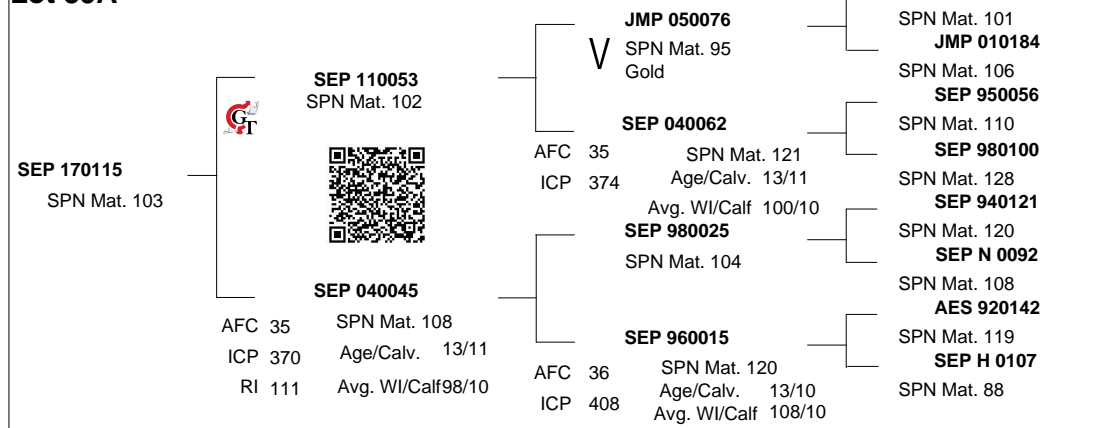 JMP 050076
SPN Mat. 95
Gold
V
SPN Mat. 101
JMP 010184
SPN Mat. 106
SEP 110053
SPN Mat. 102
GT
SEP 950056
SPN Mat. 110
SEP 040062
AFC 35 SPN Mat. 121
ICP 374 Age/Calv. 13/11
Avg. WI/Calf 100/10
SEP 980100
SPN Mat. 128
SEP 170115
SPN Mat. 103
SEP 940121
SPN Mat. 120
SEP 980025
SPN Mat. 104
SEP N 0092
SPN Mat. 108
SEP 040045
AFC 35 SPN Mat. 108
ICP 370 Age/Calv. 13/11
RI 111 Avg. WI/Calf 98/10
AES 920142
SPN Mat. 119
SEP 960015
AFC 36 SPN Mat. 120
ICP 408 Age/Calv. 13/10
Avg. WI/Calf 108/10
SEP H 0107
SPN Mat. 88